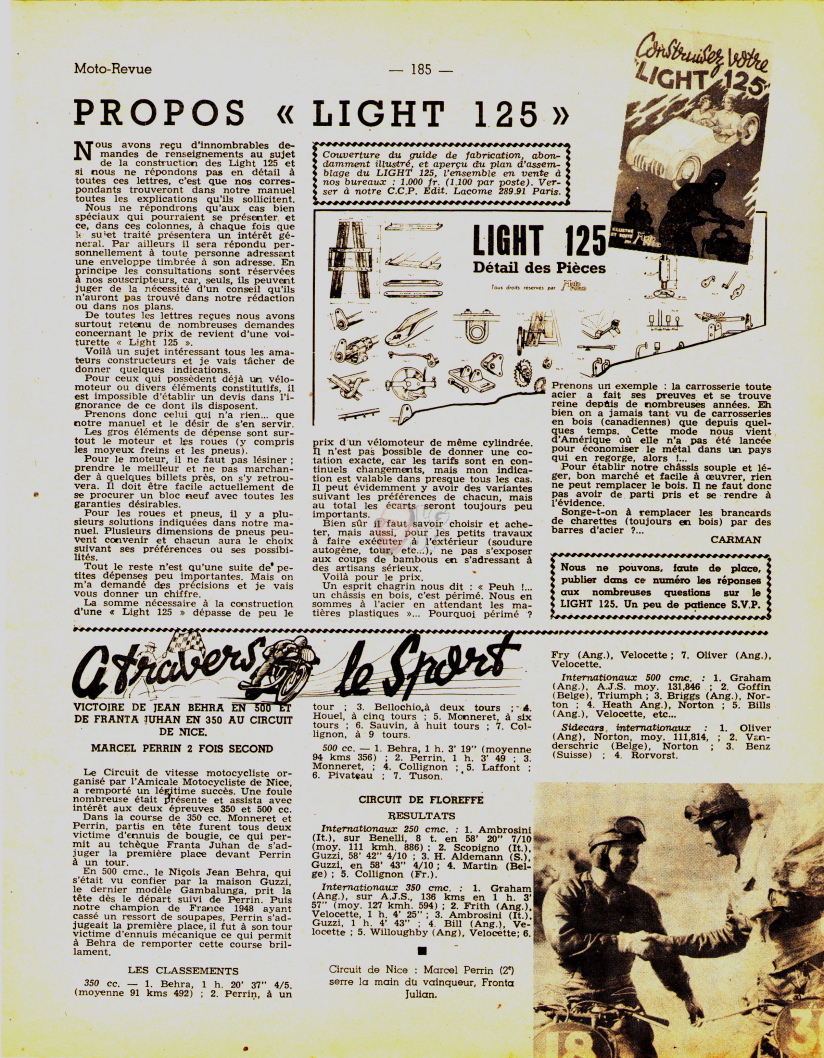 Moto-Revue
— 185 —
PROPOS « LIGHT 125 »
Construisez votre
"LIGHT 125"
Nous avons reçu d'innombrables de-
mandes de renseignements au sujet
de la construction des Light 125 et
si nous ne répondons pas en détail à
toutes ces lettres, c'est que nos corres-
pondants trouveront dans notre manuel
toutes les explications qu'ils sollicitent.
Nous ne répondrons qu'aux cas bien
spéciaux qui pourraient se présenter et
ce, dans ces colonnes, à chaque fois que
le sujet traité présentera un intérêt gé-
neral. Par ailleurs il sera répondu per-
sonnellement à toute personne adressant
une enveloppe timbrée à son adresse. En
principe les consultations sont réservées
à nos souscripteurs, car, seuls, ils peuvent
juger de la nécessité d'un conseil qu'ils
n'auront pas trouvé dans notre rédaction
ou dans nos plans.
De toutes les lettres reçues nous avons
surtout retenu de nombreuses demandes
concernant le prix de revient d'une voi-
turette « Light 125 ».
Voilà un sujet intéressant tous les ama-
teurs constructeurs et je vais tâcher de
donner quelques indications.
Pour ceux qui possèdent déjà un vélo-
moteur ou divers éléments constitutifs, il
est impossible d'établir un devis dans l'i-
gnorance de ce dont ils disposent.
Prenons donc celui qui n'a rien... que
notre manuel et le désir de s'en servir.
Les gros éléments de dépense sont sur-
tout le moteur et les roues (y compris
les moyeux freins et les pneus).
Pour le moteur, il ne faut pas lésiner ;
prendre le meilleur et ne pas marchan-
der à quelques billets près, on s'y retrou-
vera. Il doit être facile actuellement de
se procurer un bloc neuf avec toutes les
garanties désirables.
Pour les roues et pneus, il y a plu-
sieurs solutions indiquées dans notre ma-
nuel. Plusieurs dimensions de pneus peu-
vent convenir et chacun aura le choix
suivant ses préférences ou ses possibi-
lités.
Tout le reste n'est qu'une suite de pe-
tites dépenses peu importantes. Mais on
m'a demandé des précisions et je vais
vous donner un chiffre.
La somme nécessaire à la construction
d'une « Light 125 » dépasse de peu le
Couverture du guide de fabrication, abon-
damment illustré, et aperçu du plan d'assem-
blage du LIGHT 125, l'ensemble en vente à
nos bureaux : 1.000 fr. (1.100 par poste). Ver-
ser à notre C.C.P. Edit. Lacome 289.91 Paris.
LIGHT 125
Détail des Pièces
Tous droits reserves par
prix d'un vélomoteur de même cylindrée.
Il n'est pas possible de donner une co-
tation exacte, car les tarifs sont en con-
tinuels changements, mais mon indica-
tion est valable dans presque tous les cas.
Il peut évidemment y avoir des variantes
suivant les préférences de chacun, mais
au total les écarts seront toujours peu
importants.
Bien sûr il faut savoir choisir et ache-
ter, mais aussi, pour les petits travaux
à faire exécuter à l'extérieur (soudure
autogène, tour, etc...), ne pas s'exposer
aux coups de bambous en s'adressant à
des artisans sérieux.
Voilà pour le prix.
Un esprit chagrin nous dit : « Peuh !...
un châssis en bois, c'est périmé. Nous en
sommes à l'acier en attendant les ma-
tières plastiques »... Pourquoi périmé ?
Prenons un exemple : la carrosserie toute
acier a fait ses preuves et se trouve
reine depuis de nombreuses années. Eh
bien on a jamais tant vu de carrosseries
en bois (canadiennes) que depuis quel-
ques temps. Cette mode nous vient
d'Amérique où elle n'a pas été lancée
pour économiser le métal dans un pays
qui en regorge, alors !...
Pour établir notre châssis souple et lé-
ger, bon marché et facile à œuvrer, rien
ne peut remplacer le bois. Il ne faut donc
pas avoir de parti pris et se rendre à
l'évidence.
Songe-t-on à remplacer les brancards
de charettes (toujours en bois) par des
barres d'acier ?...
CARMAN
Nous ne pouvons, faute de place,
publier dans ce numéro les réponses
aux nombreuses questions sur le
LIGHT 125. Un peu de patience S.V.P.
A travers le Sport
VICTOIRE DE JEAN BEHRA EN 500 ET
DE FRANTA JUHAN EN 350 AU CIRCUIT
DE NICE.
MARCEL PERRIN 2 FOIS SECOND
Le Circuit de vitesse motocycliste or-
ganisé par l'Amicale Motocycliste de Nice,
a remporté un légitime succès. Une foule
nombreuse était présente et assista avec
intérêt aux deux épreuves 350 et 500 cc.
Dans la course de 350 cc. Monneret et
Perrin, partis en tête furent tous deux
victime d'ennuis de bougie, ce qui per-
mit au tchèque Franta Juhan de s'ad-
juger la première place devant Perrin
à un tour.
En 500 cmc., le Niçois Jean Behra, qui
s'était vu confier par la maison Guzzi,
le dernier modèle Gambalunga, prit la
tête dès le départ suivi de Perrin. Puis
notre champion de France 1948 ayant
cassé un ressort de soupapes, Perrin s'ad-
jugeait la première place, il fut à son tour
victime d'ennuis mécanique ce qui permit
à Behra de remporter cette course bril-
lament.
LES CLASSEMENTS
350 cc. — 1. Behra, 1 h. 20' 37" 4/5,
(moyenne 91 kms 492) ; 2. Perrin, à un
tour ; 3. Bellochio, à deux tours ; 4.
Houel, à cinq tours ; 5. Monneret, à six
tours ; 6. Sauvin, à huit tours ; 7. Col-
lignon, à 9 tours.
500 cc. — 1. Behra, 1 h. 3' 19" (moyenne
94 kms 356) ; 2. Perrin, 1 h. 3' 49 ; 3.
Monneret, ; 4. Collignon ; 5. Laffont ;
6. Pivateau ; 7. Tuson.
CIRCUIT DE FLOREFFE
RESULTATS
Internationaux 250 cmc. : 1. Ambrosini
(It.), sur Benelli, 8 t. en 58' 20" 7/10
(moy. 111 kmh. 886) ; 2. Scopigno (It.),
Guzzi, 58' 42" 4/10 ; 3. H. Aldemann (S.),
Guzzi, en 58' 43" 4/10 ; 4. Martin (Bel-
ge) ; 5. Collignon (Fr.).
Internationaux 350 cmc. : 1. Graham
(Ang.), sur A.J.S., 136 kms en 1 h. 3'
57" (moy. 127 kmh. 594) ; 2. Frith (Ang.),
Velocette, 1 h. 4' 25" ; 3. Ambrosini (It.),
Guzzi, 1 h. 4' 43" ; 4. Bill (Ang.), Ve-
locette ; 5. Willoughby (Ang), Velocette; 6.
Fry (Ang.), Velocette ; 7. Oliver (Ang.),
Velocette.
Internationaux 500 cmc. : 1. Graham
(Ang.), A.J.S. moy. 131,846 ; 2. Goffin
(Belge), Triumph ; 3. Briggs (Ang.), Nor-
ton ; 4. Heath Ang.), Norton ; 5. Bills
(Ang.), Velocette, etc...
Sidecars internationaux : 1. Oliver
(Ang), Norton, moy. 111,814, ; 2. Van-
derschric (Belge), Norton ; 3. Benz
(Suisse) ; 4. Rorvorst.
Circuit de Nice : Marcel Perrin (2e)
serre la main du vainqueur, Fronta
Julian.
18